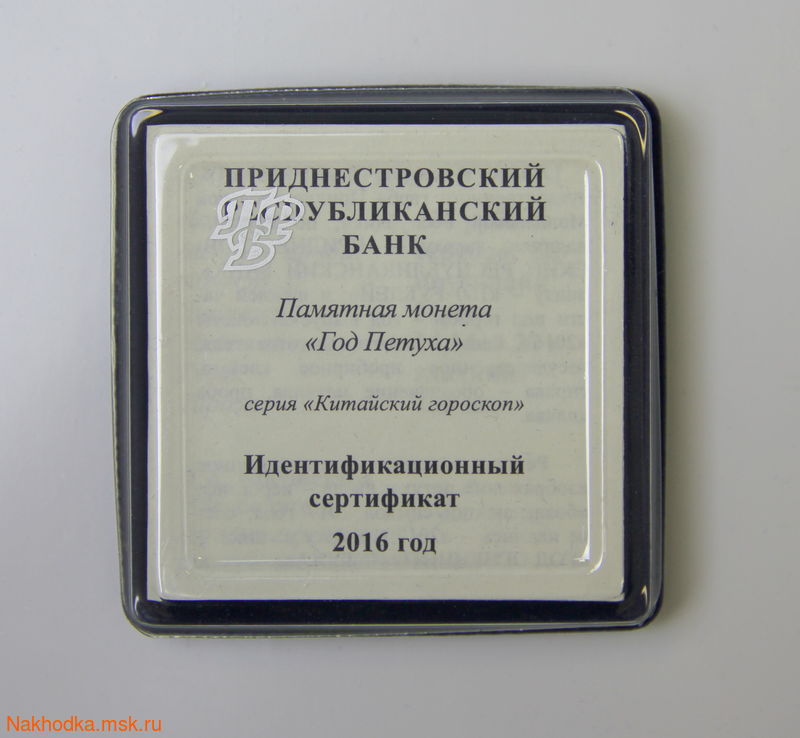 ПРИДНЕСТРОВСКИЙ
РЕСПУБЛИКАНСКИЙ
БАНК
Памятная монета
«Год Петуха»
серия «Китайский гороскоп»
Идентификационный
сертификат
2016 год
Nakhodka.msk.ru